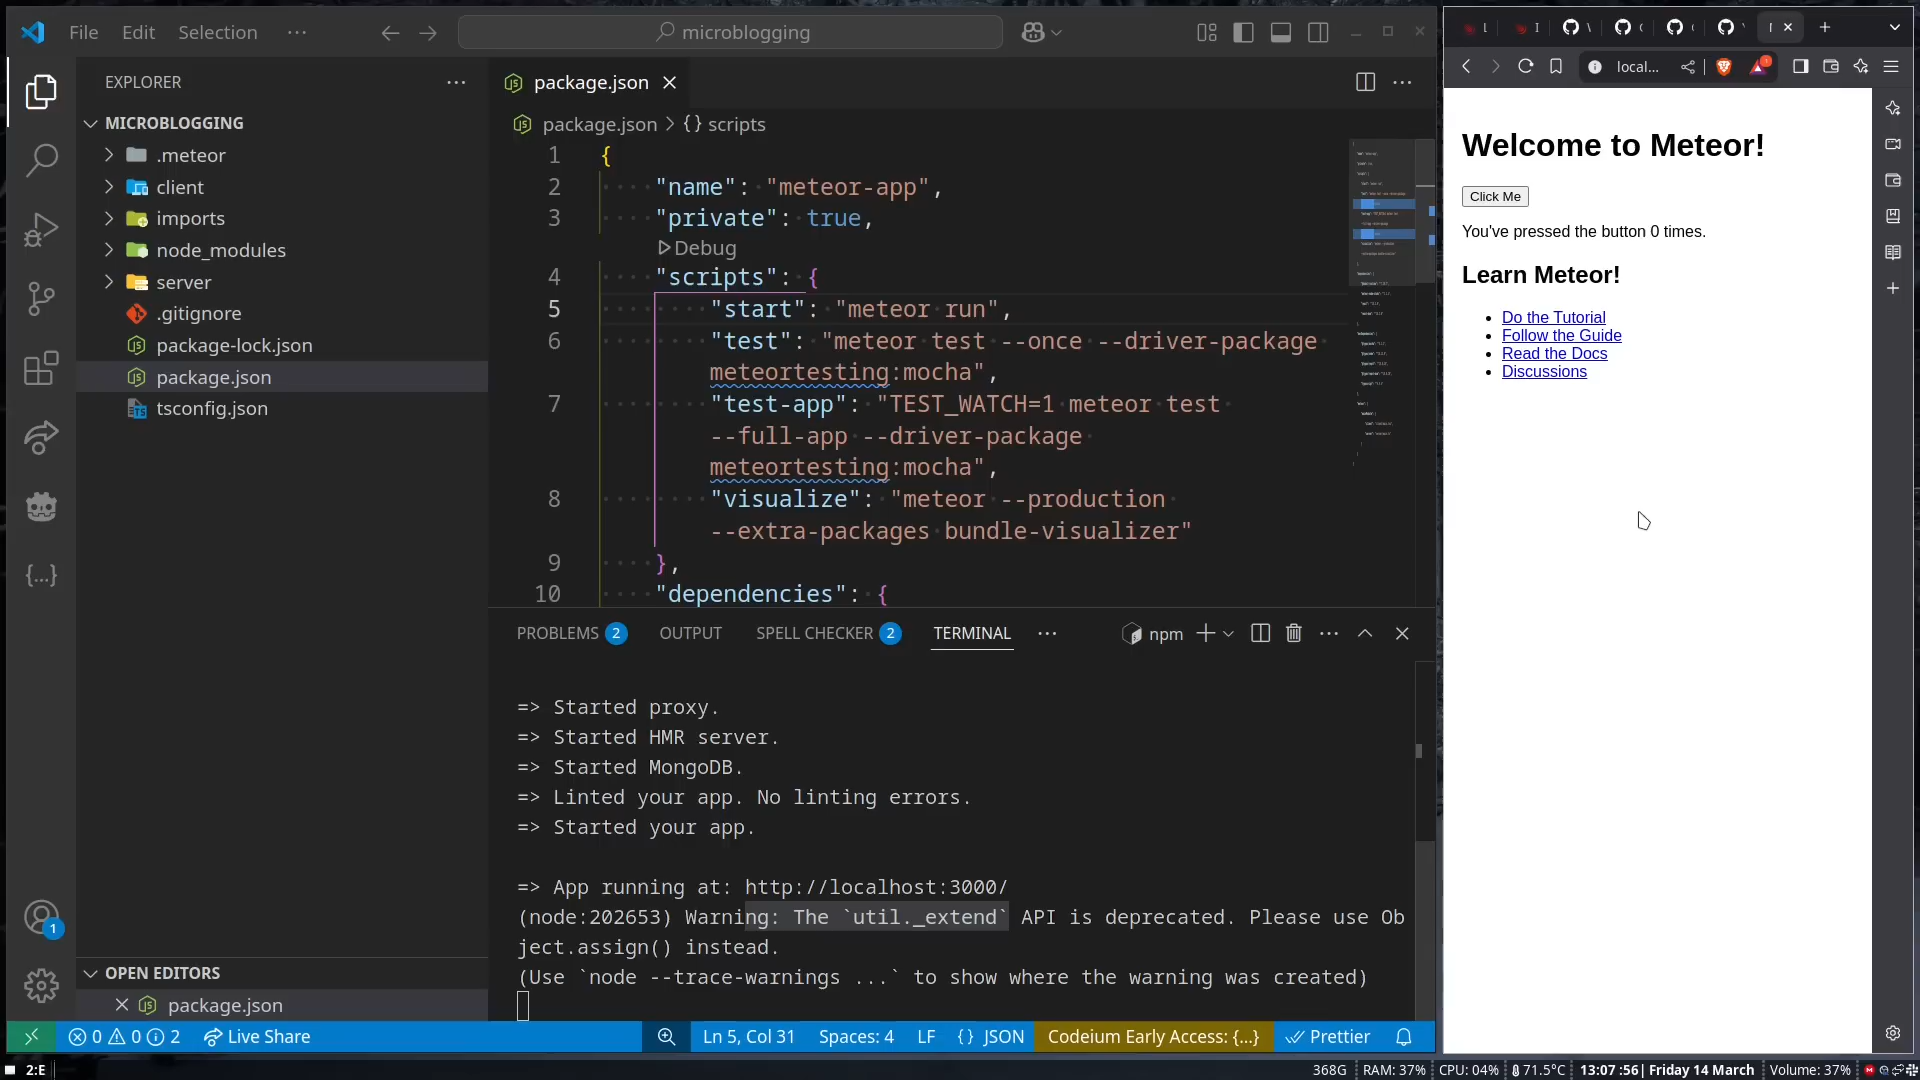 File Edit Selection ···
microblogging
EXPLORER
MICROBLOGGING
.meteor
client
imports
node_modules
server
.gitignore
package-lock.json
package.json
tsconfig.json
OPEN EDITORS
package.json
package.json
package.json > {} scripts
1 {
2 "name": "meteor-app",
3 "private": true,
Debug
4 "scripts": {
5 "start": "meteor run",
6 "test": "meteor test --once --driver-package
meteortesting:mocha",
7 "test-app": "TEST_WATCH=1 meteor test
--full-app --driver-package
meteortesting:mocha",
8 "visualize": "meteor --production
--extra-packages bundle-visualizer"
9 },
10 "dependencies": {
PROBLEMS 2 OUTPUT SPELL CHECKER 2 TERMINAL ··· npm
=> Started proxy.
=> Started HMR server.
=> Started MongoDB.
=> Linted your app. No linting errors.
=> Started your app.
=> App running at: http://localhost:3000/
(node:202653) Warning: The `util._extend` API is deprecated. Please use Ob
ject.assign() instead.
(Use `node --trace-warnings ...` to show where the warning was created)
1
0 0 2 Live Share Ln 5, Col 31 Spaces: 4 LF {} JSON Codeium Early Access: {...} Prettier
local...
1
Welcome to Meteor!
Click Me
You've pressed the button 0 times.
Learn Meteor!
• Do the Tutorial
• Follow the Guide
• Read the Docs
• Discussions
2:E
368G RAM: 37% CPU: 04% 71.5°C 13:07 :56| Friday 14 March Volume: 37%